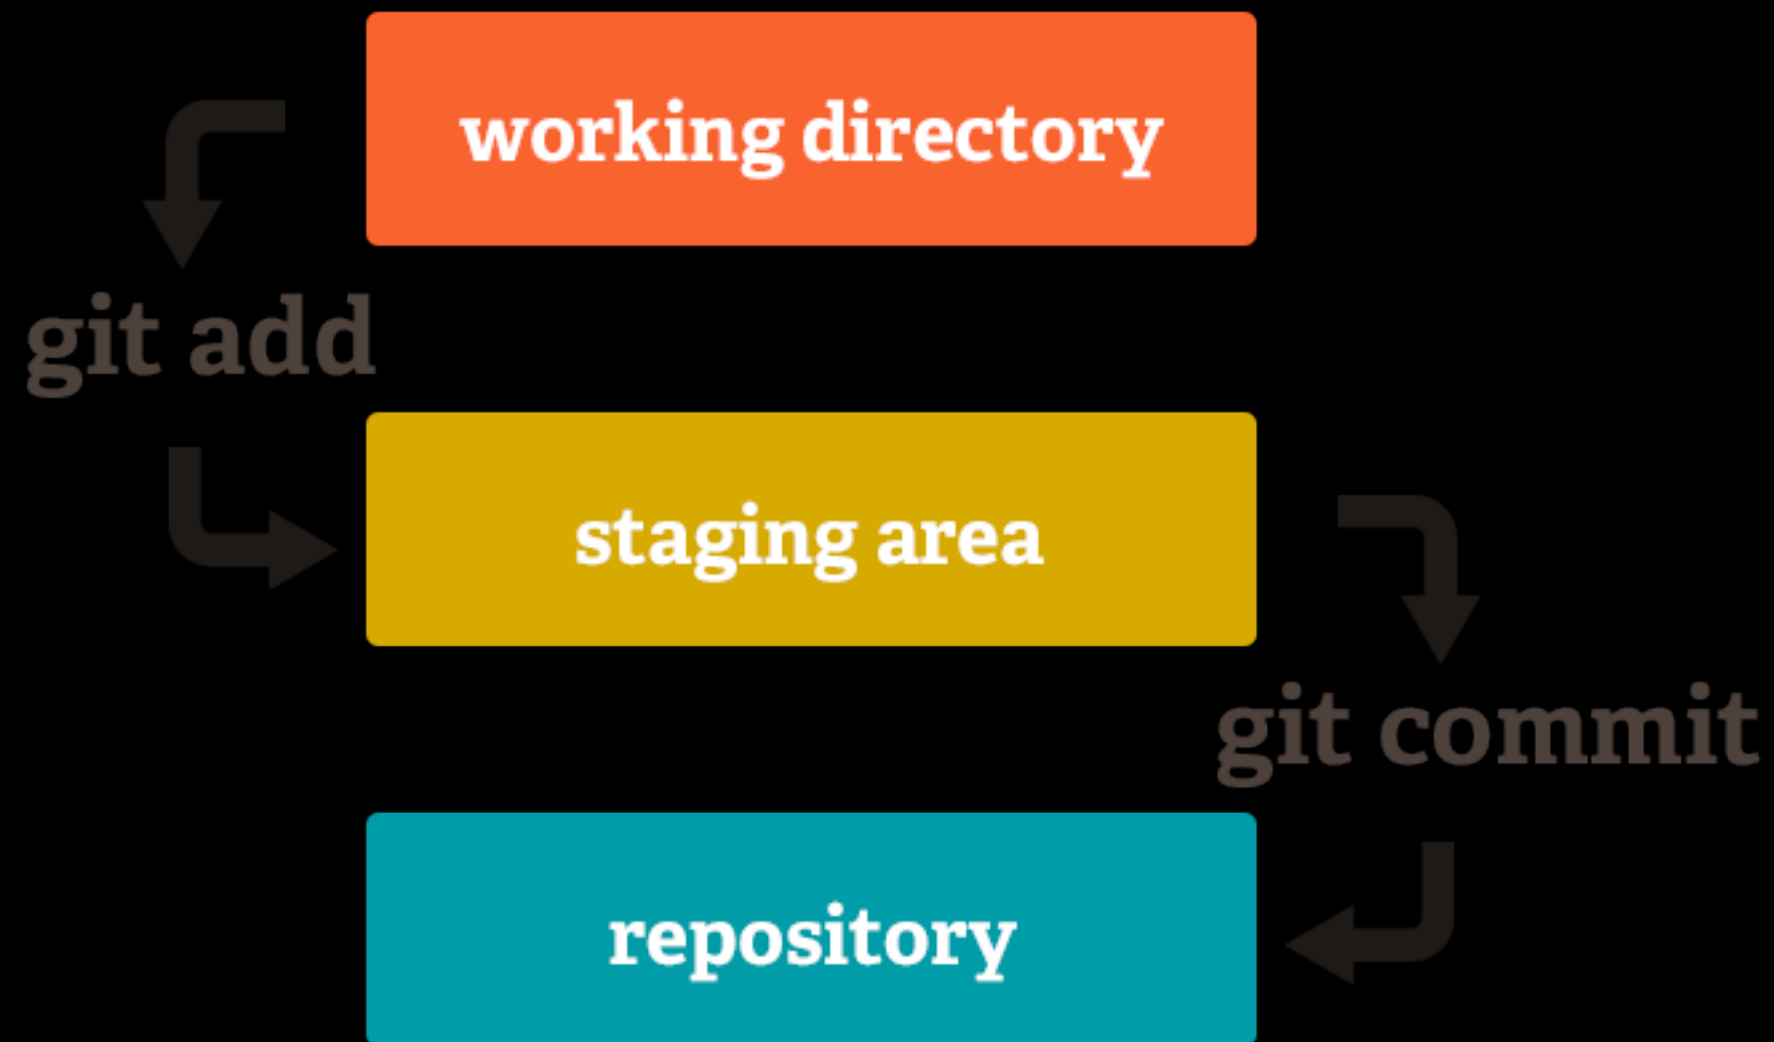 working directory
git add
staging area
git commit
repository